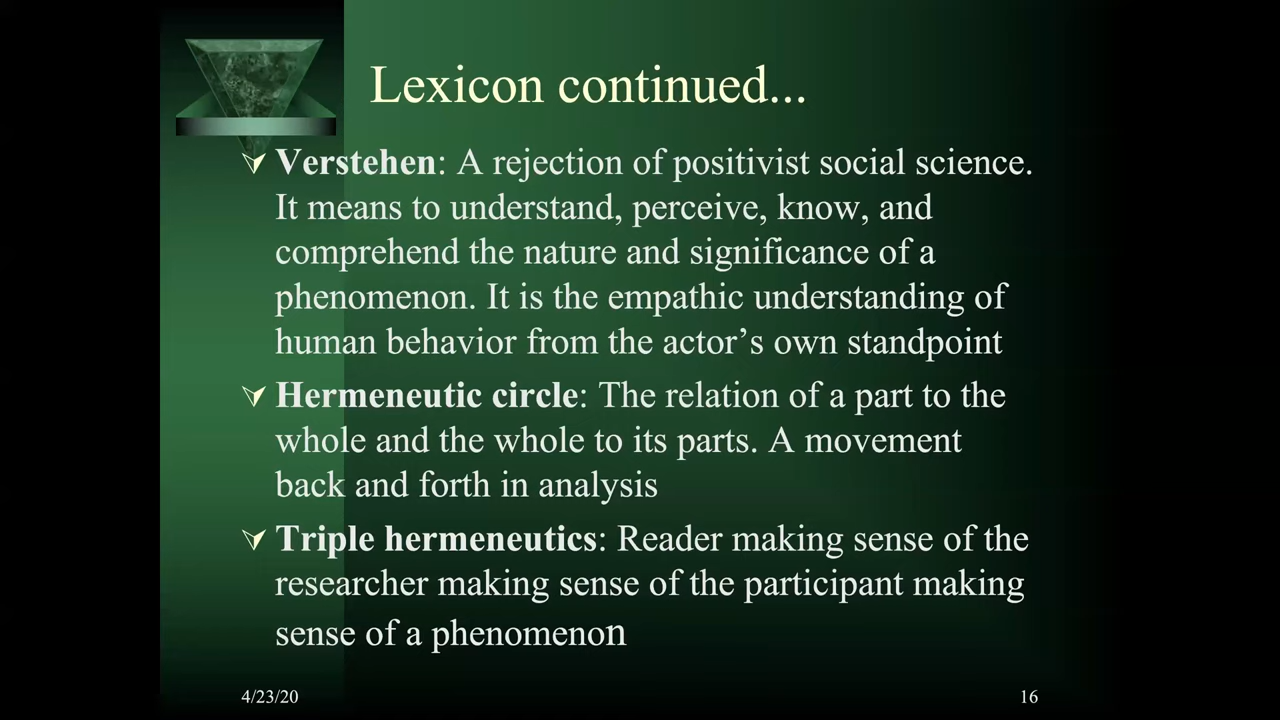 Lexicon continued...
Verstehen: A rejection of positivist social science.
It means to understand, perceive, know, and
comprehend the nature and significance of a
phenomenon. It is the empathic understanding of
human behavior from the actor’s own standpoint
Hermeneutic circle: The relation of a part to the
whole and the whole to its parts. A movement
back and forth in analysis
Triple hermeneutics: Reader making sense of the
researcher making sense of the participant making
sense of a phenomenon
4/23/20
16